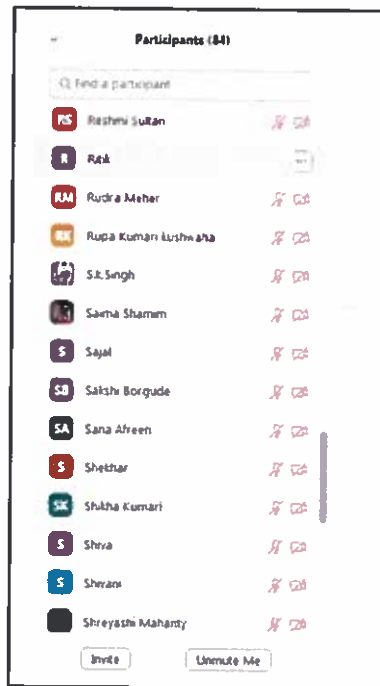 Participants (84)
Find a participant
RS Reshmi Sultan
R Ritik
RM Rudra Meher
RK Rupa Kumari kushwaha
S.k.Singh
Saima Shamim
S Sajal
SB Sakshi Borgude
SA Sana Afreen
S Shekhar
SK Shikha Kumari
S Shiva
S Shivani
Shreyashi Mahanty
Invite Unmute Me